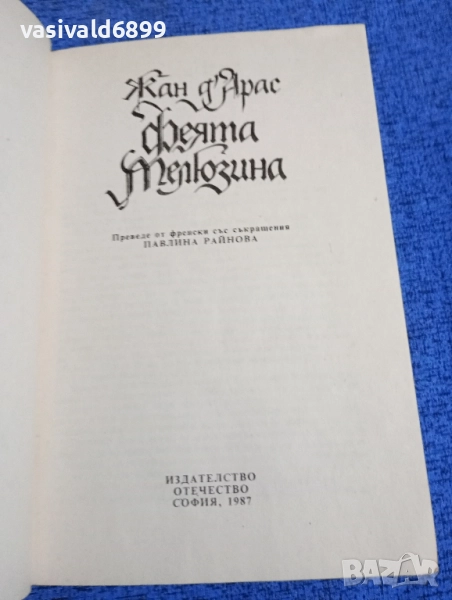 vasivald6899
Жан д'Арас
Феята
Мелюзина
Преведе от френски със съкращения
ПАВЛИНА РАЙНОВА
ИЗДАТЕЛСТВО
ОТЕЧЕСТВО
СОФИЯ, 1987
BAZAR